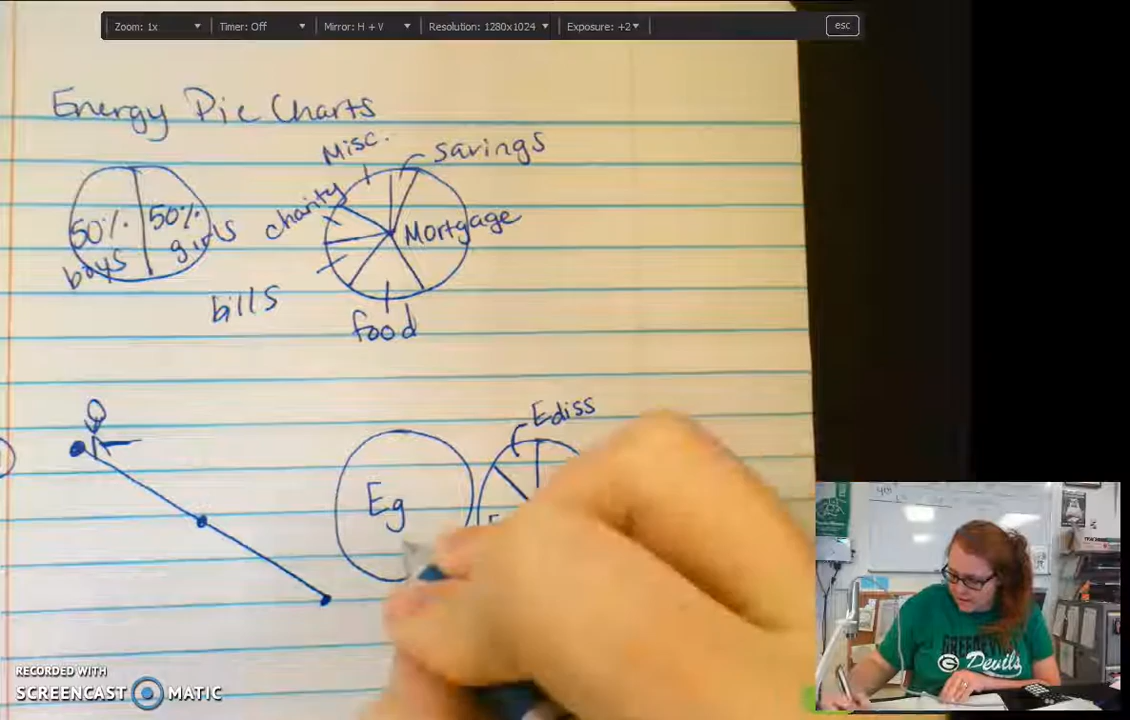 Zoom: 1x Timer: Off Mirror: H + V Resolution: 1280x1024 Exposure: +2 esc
Energy Pie Charts
Misc.
savings
charity
Mortgage
50%
boys
50%
girls
bills
food
Ediss
Eg
RECORDED WITH
SCREENCAST MATIC
GREEN
Devils